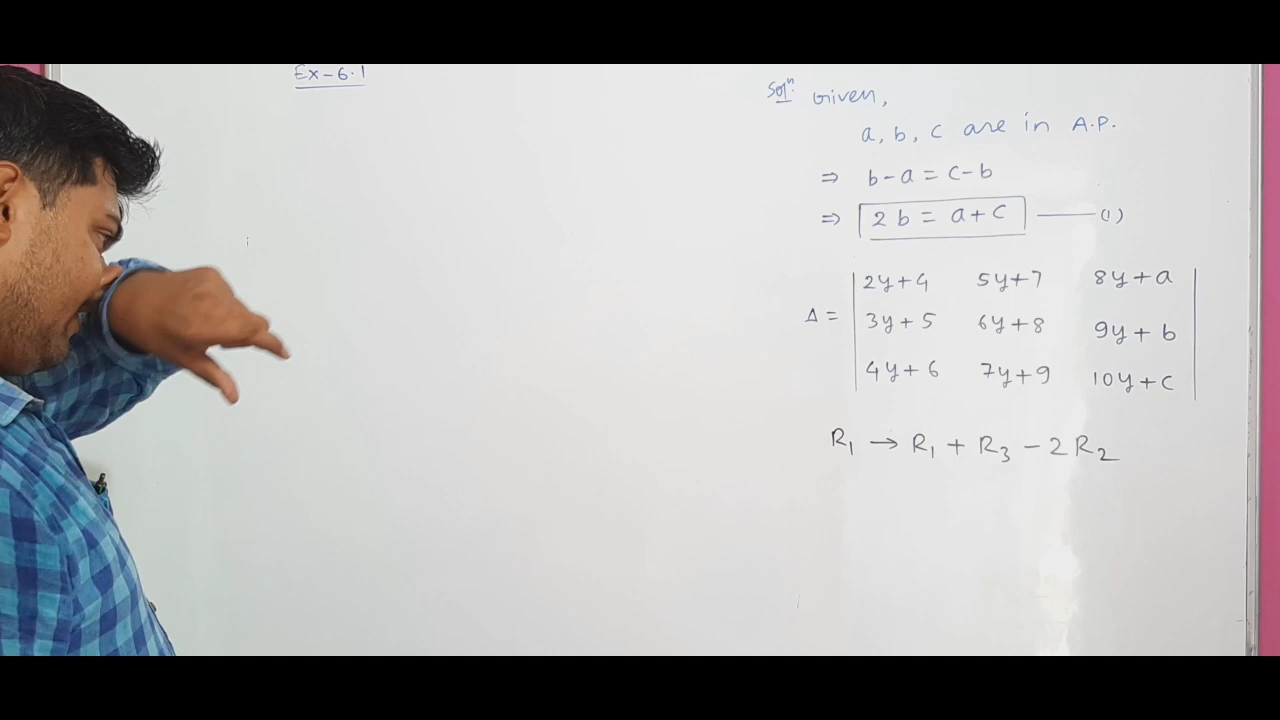 Ex-6.1
Solⁿ: Given,
a, b, c are in A.P.
⇒ b-a = c-b
⇒ 2b = a+c ——— (1)
Δ = | 2y+4 5y+7 8y+a |
| 3y+5 6y+8 9y+b |
| 4y+6 7y+9 10y+c |
R₁ → R₁ + R₃ - 2R₂